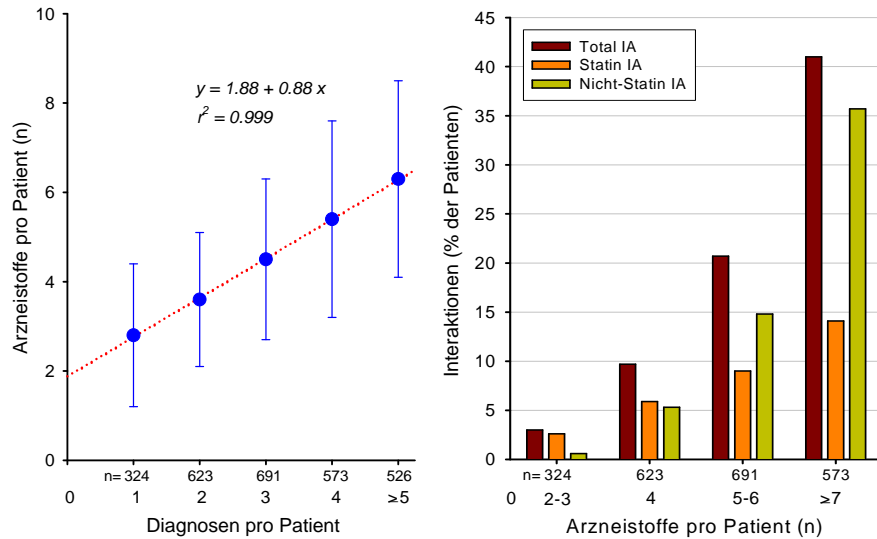 Arzneistoffe pro Patient (n)
10
8
6
4
2
0
y = 1.88 + 0.88 x
r² = 0.999
n= 324 623 691 573 526
0 1 2 3 4 ≥5
Diagnosen pro Patient
Interaktionen (% der Patienten)
45
40
35
30
25
20
15
10
5
0
Total IA
Statin IA
Nicht-Statin IA
n= 324 623 691 573
0 2-3 4 5-6 ≥7
Arzneistoffe pro Patient (n)